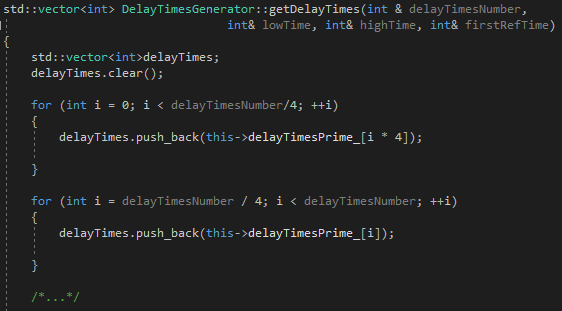 std::vector<int> DelayTimesGenerator::getDelayTimes(int & delayTimesNumber,
int& lowTime, int& highTime, int& firstRefTime)
{
std::vector<int>delayTimes;
delayTimes.clear();
for (int i = 0; i < delayTimesNumber/4; ++i)
{
delayTimes.push_back(this->delayTimesPrime_[i * 4]);
}
for (int i = delayTimesNumber / 4; i < delayTimesNumber; ++i)
{
delayTimes.push_back(this->delayTimesPrime_[i]);
}
/*...*/